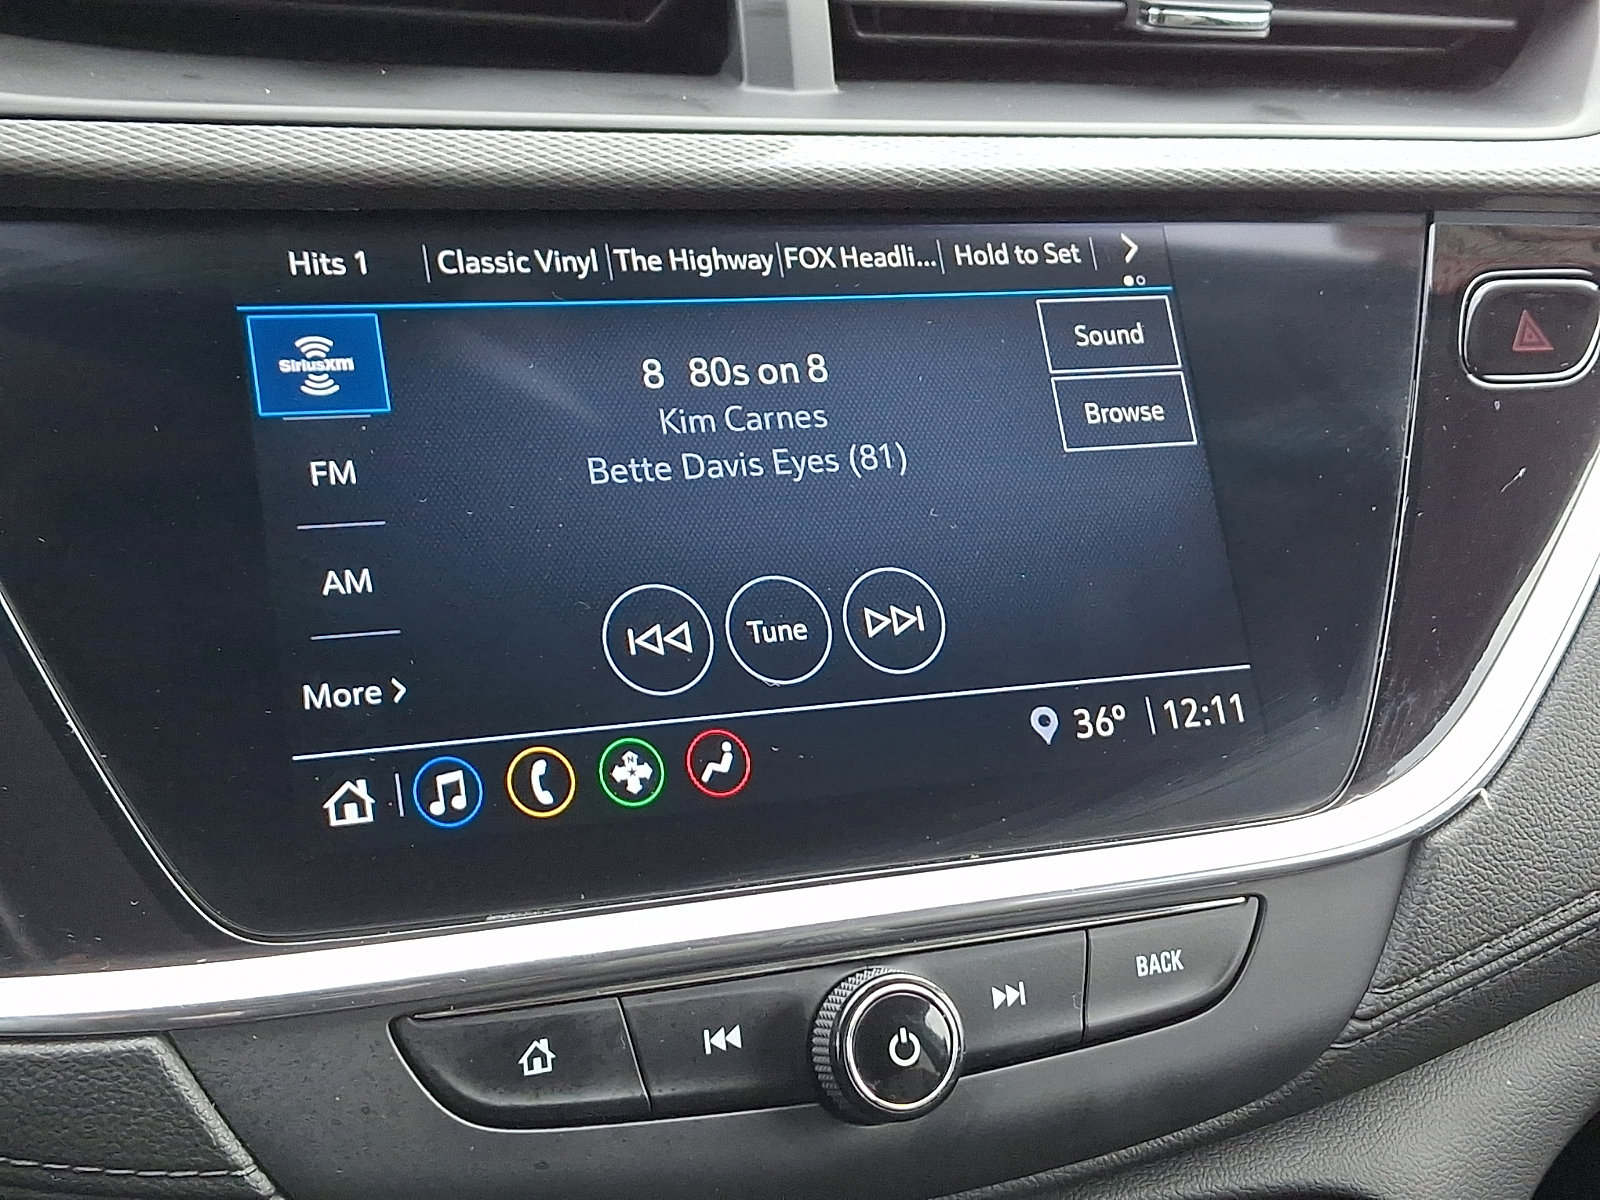 Hits 1 Classic Vinyl The Highway FOX Headli... Hold to Set
SiriusXm
Sound
8 80s on 8
Kim Carnes
Browse
Bette Davis Eyes (81)
FM
AM
Tune
More >
36° 12:11
BACK